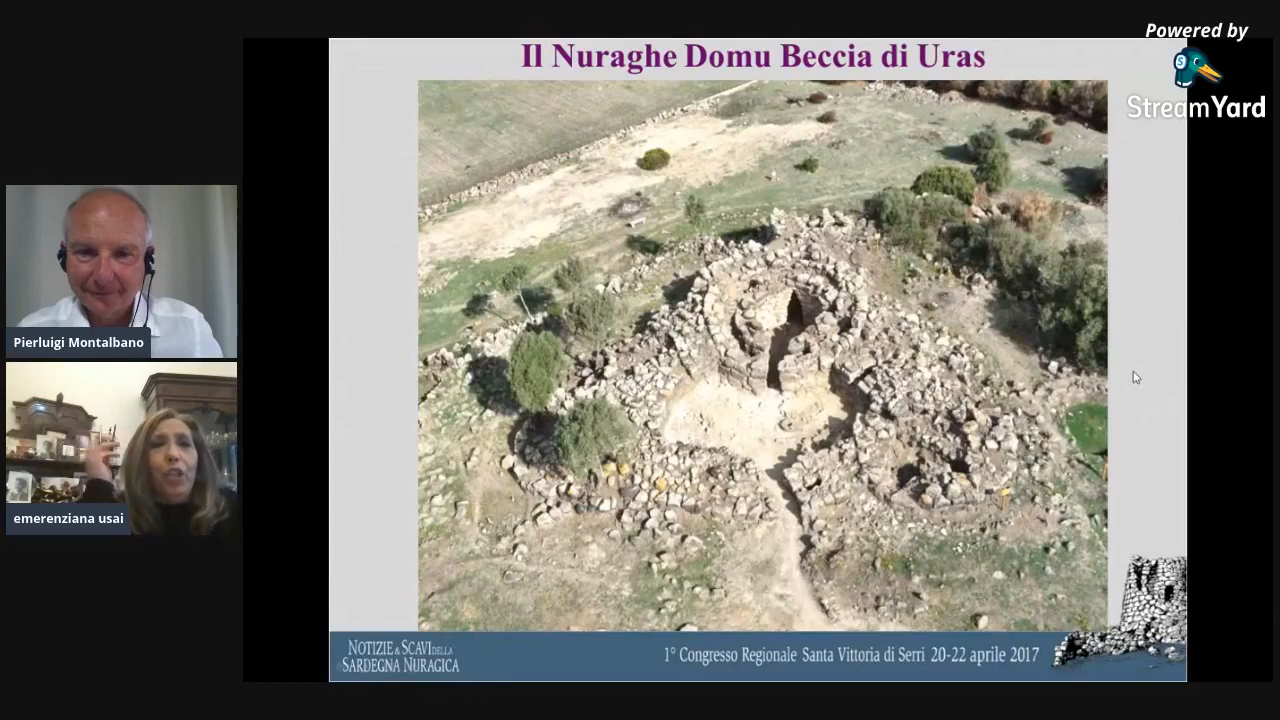 Powered by
StreamYard
Il Nuraghe Domu Beccia di Uras
Pierluigi Montalbano
emerenziana usai
NOTIZIE & SCAVI DELLA
SARDEGNA NURAGICA
1° Congresso Regionale Santa Vittoria di Serri 20-22 aprile 2017